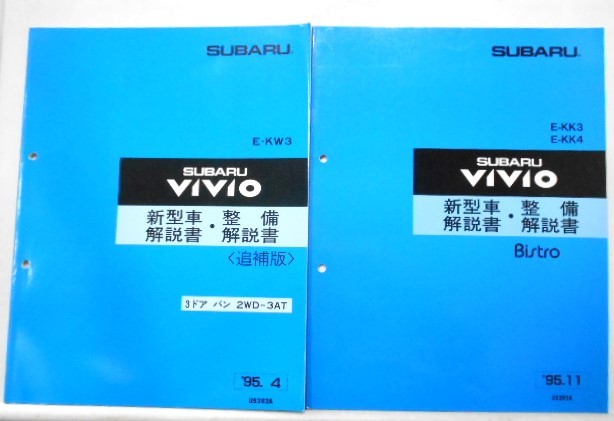 SUBARU
E-KW3
SUBARU
VIVIO
新型車・整備
解説書・解説書
〈追補版〉
3ドア バン 2WD-3AT
'95. 4
SUBARU
E-KK3
E-KK4
SUBARU
VIVIO
新型車・整備
解説書・解説書
Bistro
'95.11